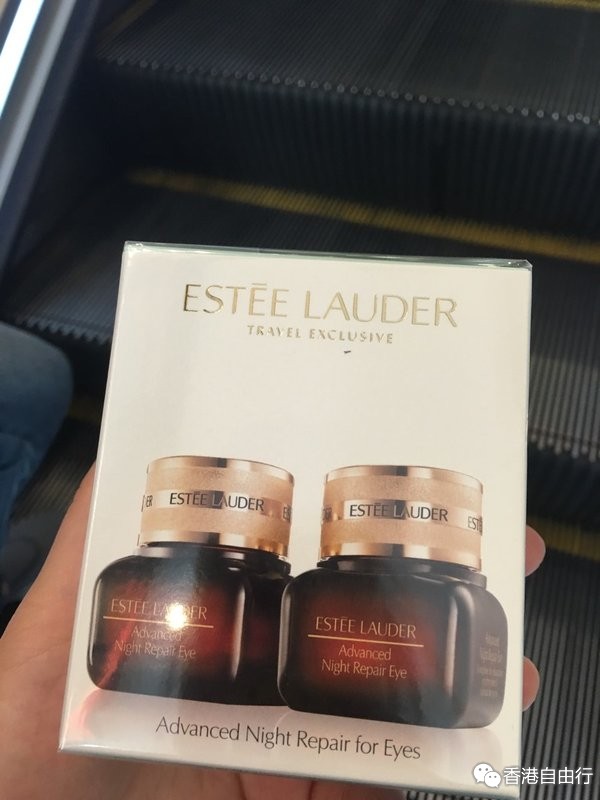 ESTĒE LAUDER
TRAVEL EXCLUSIVE
ER ESTĒE LAUDER
ESTĒE LAUDER
ESTĒE LAUDER
Advanced
Night Repair Eye
ESTĒE LAUDER
Advanced
Night Repair Eye
Advanced Night Repair for Eyes
香港自由行